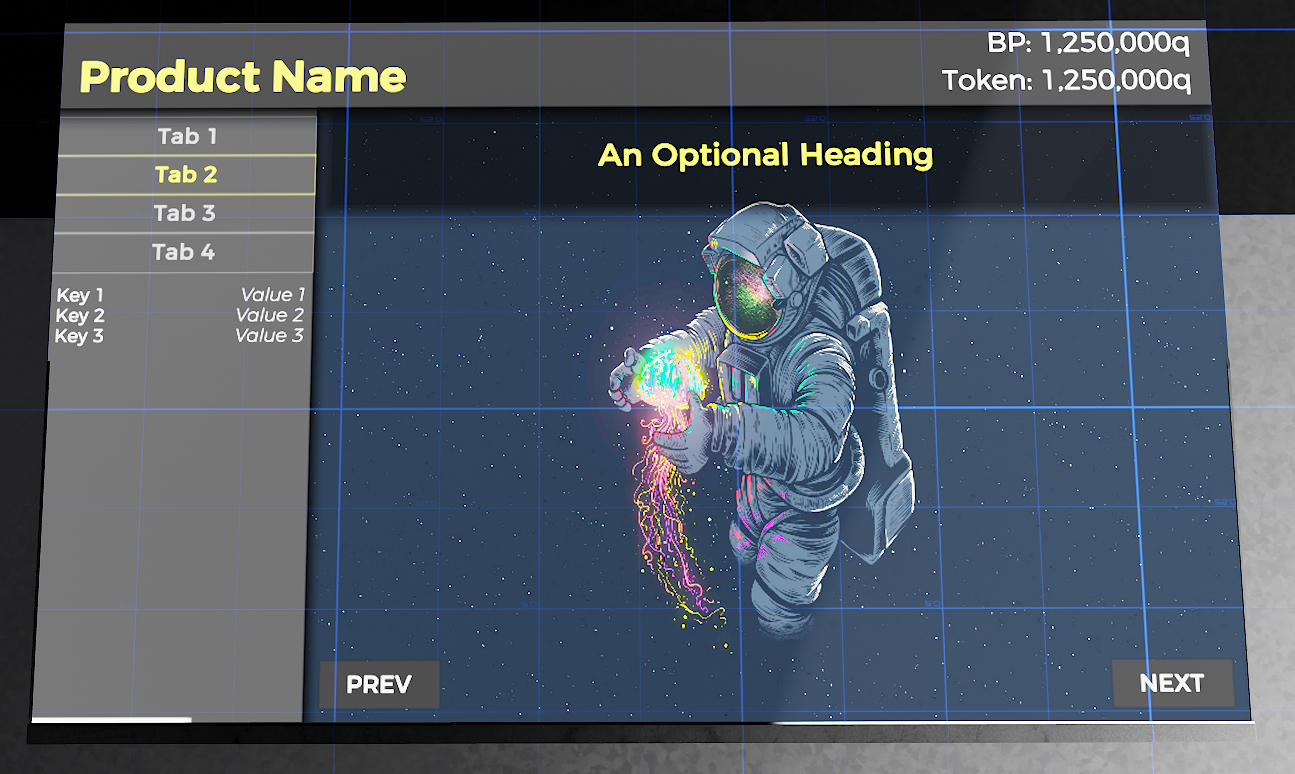 Product Name
BP: 1,250,000q
Token: 1,250,000q
Tab 1
Tab 2
Tab 3
Tab 4
Key 1 Value 1
Key 2 Value 2
Key 3 Value 3
An Optional Heading
PREV
NEXT